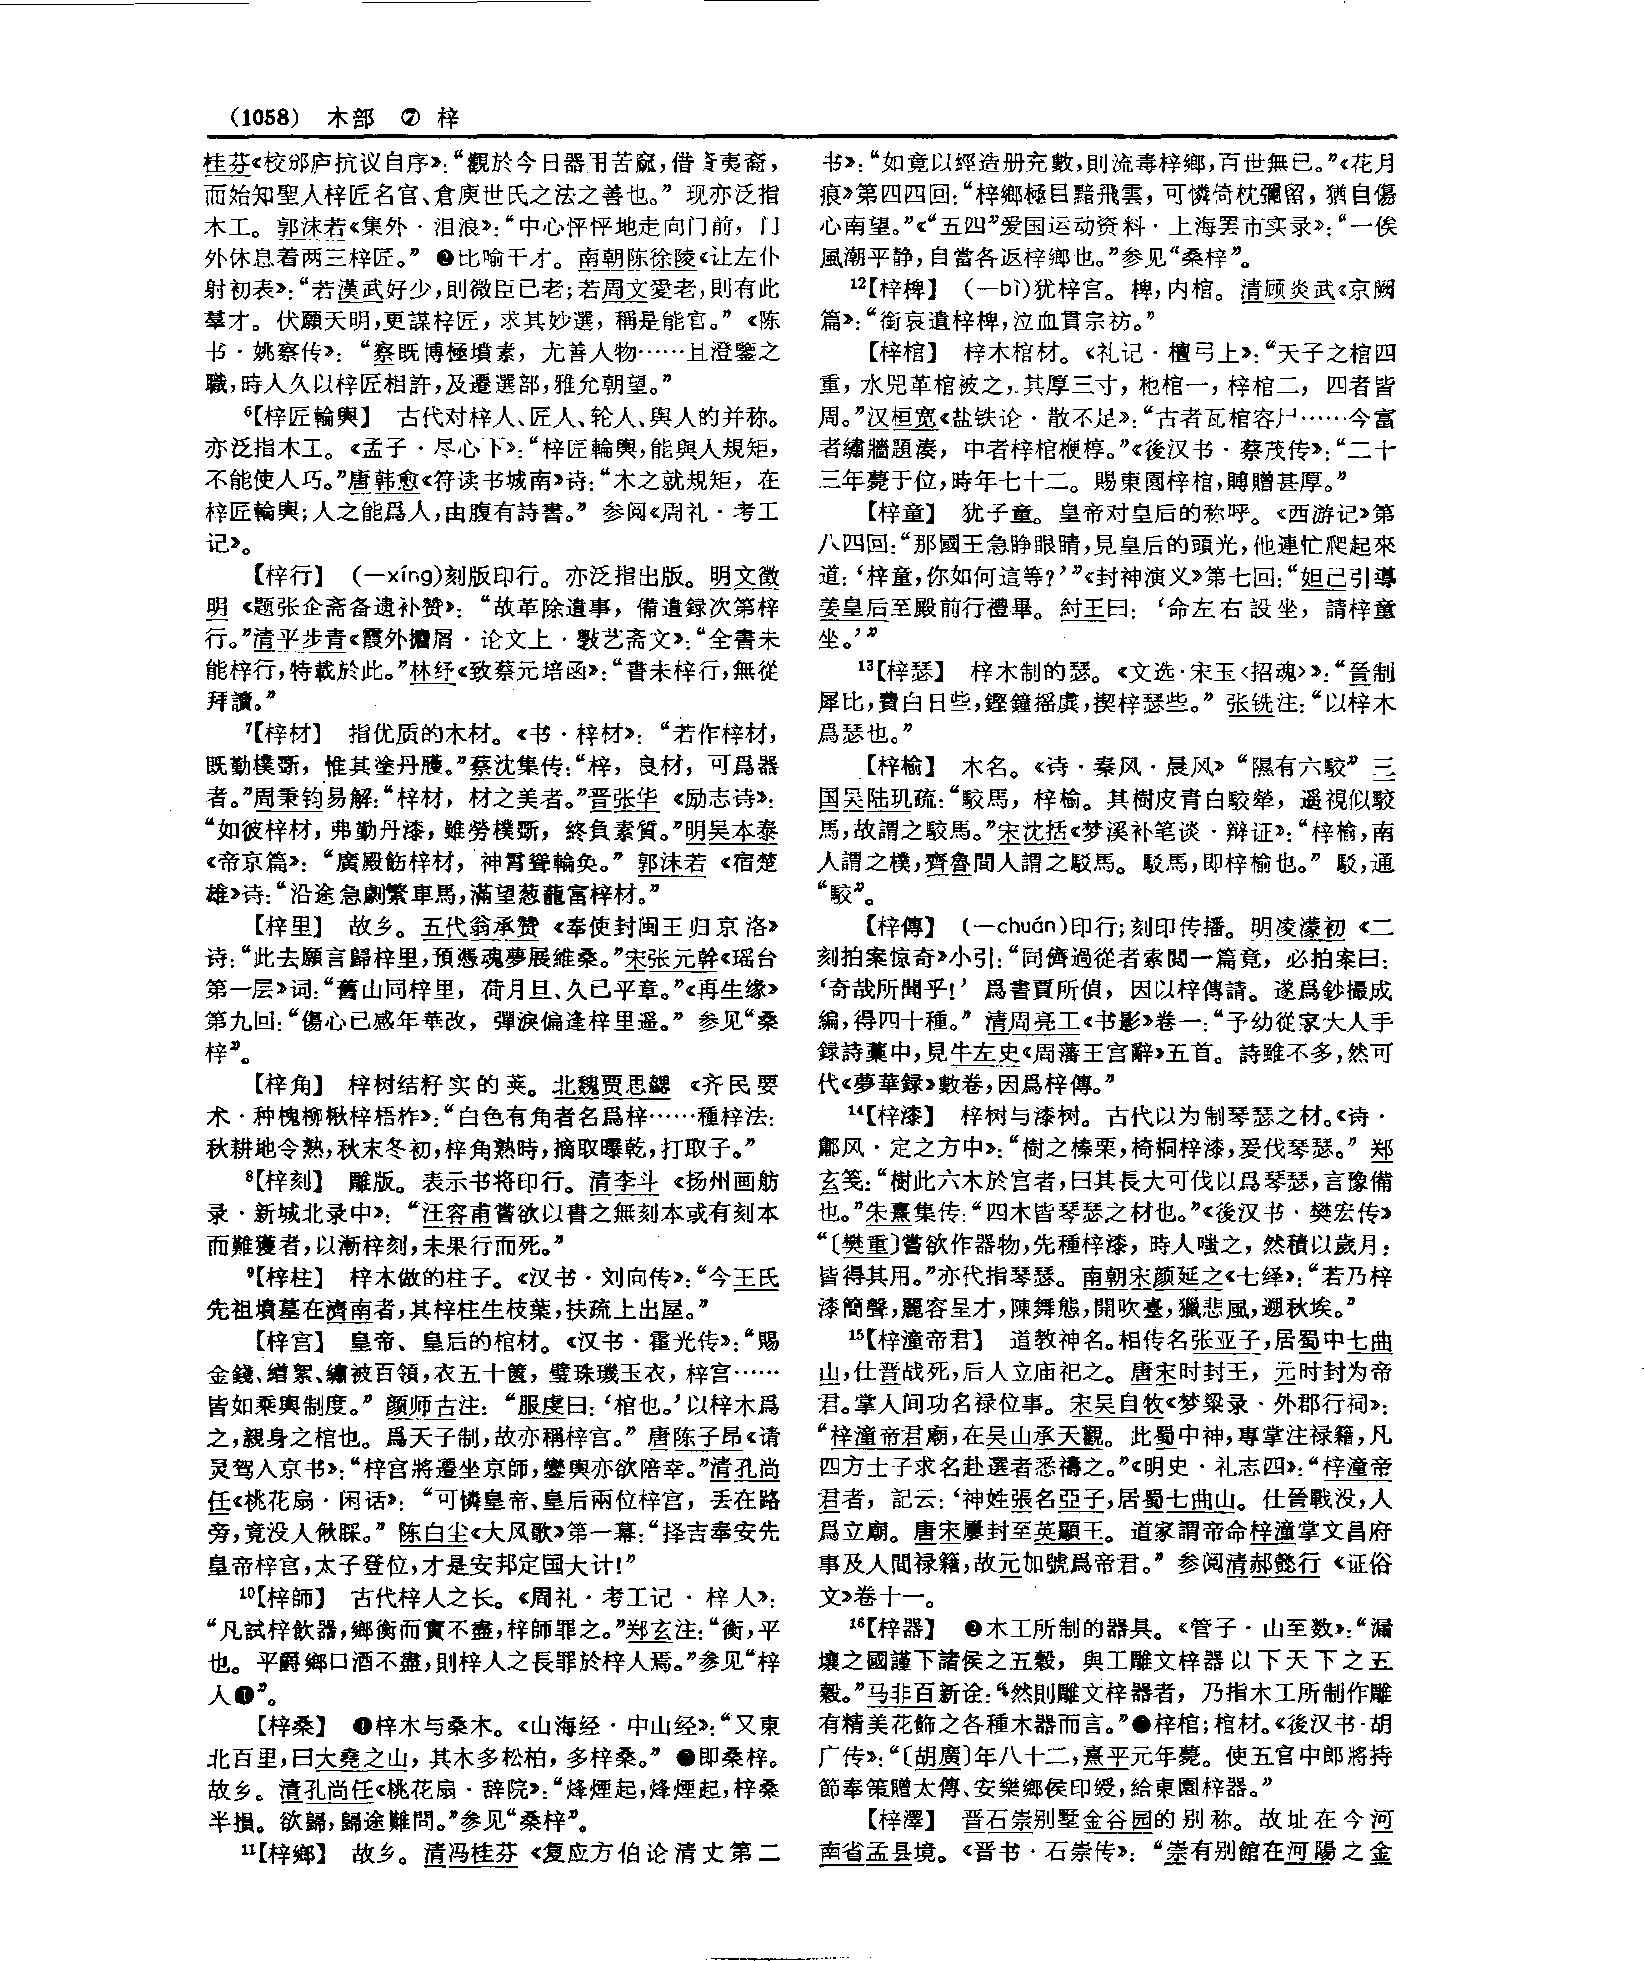 (1058) 木部 ⑦ 梓
桂芬《校邠庐抗议自序》：“觀於今日器用苦窳，借資夷裔，
而始知聖人梓匠名官、倉庾世氏之法之善也。”现亦泛指
木工。郭沫若《集外·泪浪》：“中心怦怦地走向门前，门
外休息着两三梓匠。”❷比喻干才。南朝陈徐陵《让左仆
射初表》：“若漢武好少，則微臣已老；若周文愛老，則有此
羣才。伏願天明，更謀梓匠，求其妙選，稱是能官。”《陈
书·姚察传》：“察既博極墳素，尤善人物……且澄鑒之
職，時人久以梓匠相許，及遷選部，雅允朝望。”
⁶【梓匠輪輿】 古代对梓人、匠人、轮人、舆人的并称。
亦泛指木工。《孟子·尽心下》：“梓匠輪輿，能與人規矩，
不能使人巧。”唐韩愈《符读书城南》诗：“木之就規矩，在
梓匠輪輿；人之能爲人，由腹有詩書。”参阅《周礼·考工
记》。
【梓行】 (—xíng)刻版印行。亦泛指出版。明文徵
明《题张企斋备遗补赞》：“故革除遺事，備遺録次第梓
行。”清平步青《霞外攟屑·论文上·斅艺斋文》：“全書未
能梓行，特載於此。”林纾《致蔡元培函》：“書未梓行，無從
拜讀。”
⁷【梓材】 指优质的木材。《书·梓材》：“若作梓材，
既勤樸斲，惟其塗丹雘。”蔡沈集传：“梓，良材，可爲器
者。”周秉钧易解：“梓材，材之美者。”晋张华《励志诗》：
“如彼梓材，弗勤丹漆，雖勞樸斲，終負素質。”明吴本泰
《帝京篇》：“廣殿飭梓材，神霄聳輪奂。”郭沫若《宿楚
雄》诗：“沿途急劇繁車馬，滿望葱蘢富梓材。”
【梓里】 故乡。五代翁承赞《奉使封闽王归京洛》
诗：“此去願言歸梓里，預憑魂夢展維桑。”宋张元幹《瑶台
第一层》词：“舊山同梓里，荷月旦、久已平章。”《再生缘》
第九回：“傷心已感年華改，彈淚偏逢梓里遥。”参见“桑
梓”。
【梓角】 梓树结籽实的荚。北魏贾思勰《齐民要
术·种槐柳楸梓梧柞》：“白色有角者名爲梓……種梓法：
秋耕地令熟，秋末冬初，梓角熟時，摘取曝乾，打取子。”
⁸【梓刻】 雕版。表示书将印行。清李斗《扬州画舫
录·新城北录中》：“汪容甫嘗欲以書之無刻本或有刻本
而難獲者，以漸梓刻，未果行而死。”
⁹【梓柱】 梓木做的柱子。《汉书·刘向传》：“今王氏
先祖墳墓在濟南者，其梓柱生枝葉，扶疏上出屋。”
【梓宫】 皇帝、皇后的棺材。《汉书·霍光传》：“賜
金錢、繒絮、繡被百領，衣五十篋，璧珠璣玉衣，梓宫……
皆如乘輿制度。”颜师古注：“服虔曰：‘棺也。’以梓木爲
之，親身之棺也。爲天子制，故亦稱梓宫。”唐陈子昂《请
灵驾入京书》：“梓宫將遷坐京師，鑾輿亦欲陪幸。”清孔尚
任《桃花扇·闲话》：“可憐皇帝、皇后兩位梓宫，丢在路
旁，竟没人偢睬。”陈白尘《大风歌》第一幕：“择吉奉安先
皇帝梓宫，太子登位，才是安邦定国大计！”
¹⁰【梓師】 古代梓人之长。《周礼·考工记·梓人》：
“凡試梓飲器，鄉衡而實不盡，梓師罪之。”郑玄注：“衡，平
也。平爵鄉口酒不盡，則梓人之長罪於梓人焉。”参见“梓
人❶”。
【梓桑】 ❶梓木与桑木。《山海经·中山经》：“又東
北百里，曰大堯之山，其木多松柏，多梓桑。”❷即桑梓。
故乡。清孔尚任《桃花扇·辞院》：“烽煙起，烽煙起，梓桑
半損。欲歸，歸途難問。”参见“桑梓”。
¹¹【梓鄉】 故乡。清冯桂芬《复应方伯论清丈第二
书》：“如竟以經造册充數，則流毒梓鄉，百世無已。”《花月
痕》第四四回：“梓鄉極目黯飛雲，可憐倚枕彌留，猶自傷
心南望。”《“五四”爱国运动资料·上海罢市实录》：“一俟
風潮平静，自當各返梓鄉也。”参见“桑梓”。
¹²【梓椑】 (—bì)犹梓宫。椑，内棺。清顾炎武《京阙
篇》：“銜哀遺梓椑，泣血貫宗祊。”
【梓棺】 梓木棺材。《礼记·檀弓上》：“天子之棺四
重，水兕革棺被之，其厚三寸，杝棺一，梓棺二，四者皆
周。”汉桓宽《盐铁论·散不足》：“古者瓦棺容尸……今富
者繡牆題湊，中者梓棺楩椁。”《後汉书·蔡茂传》：“二十
三年薨于位，時年七十二。賜東園梓棺，賻贈甚厚。”
【梓童】 犹子童。皇帝对皇后的称呼。《西游记》第
八四回：“那國王急睁眼睛，見皇后的頭光，他連忙爬起來
道：‘梓童，你如何這等？’”《封神演义》第七回：“妲己引導
姜皇后至殿前行禮畢。紂王曰：‘命左右設坐，請梓童
坐。’”
¹³【梓瑟】 梓木制的瑟。《文选·宋玉〈招魂〉》：“晉制
犀比，費白日些，鏗鐘摇虡，揳梓瑟些。”张铣注：“以梓木
爲瑟也。”
【梓榆】 木名。《诗·秦风·晨风》“隰有六駮”三
国吴陆玑疏：“駮馬，梓榆。其樹皮青白駮犖，遥視似駮
馬，故謂之駮馬。”宋沈括《梦溪补笔谈·辩证》：“梓榆，南
人謂之樸，齊魯間人謂之駁馬。駁馬，即梓榆也。”駁，通
“駮”。
【梓傳】 (—chuán)印行；刻印传播。明凌濛初《二
刻拍案惊奇》小引：“同儕過從者索閲一篇竟，必拍案曰：
‘奇哉所聞乎！’爲書賈所偵，因以梓傳請。遂爲鈔撮成
編，得四十種。”清周亮工《书影》卷一：“予幼從家大人手
録詩藁中，見牛左史《周藩王宫辭》五首。詩雖不多，然可
代《夢華録》數卷，因爲梓傳。”
¹⁴【梓漆】 梓树与漆树。古代以为制琴瑟之材。《诗·
鄘风·定之方中》：“樹之榛栗，椅桐梓漆，爰伐琴瑟。”郑
玄笺：“樹此六木於宫者，曰其長大可伐以爲琴瑟，言豫備
也。”朱熹集传：“四木皆琴瑟之材也。”《後汉书·樊宏传》
“〔樊重〕嘗欲作器物，先種梓漆，時人嗤之，然積以歲月，
皆得其用。”亦代指琴瑟。南朝宋颜延之《七绎》：“若乃梓
漆簡聲，麗容呈才，陳舞態，開吹臺，獵悲風，遡秋埃。”
¹⁵【梓潼帝君】 道教神名。相传名张亚子，居蜀中七曲
山，仕晋战死，后人立庙祀之。唐宋时封王，元时封为帝
君。掌人间功名禄位事。宋吴自牧《梦粱录·外郡行祠》：
“梓潼帝君廟，在吴山承天觀。此蜀中神，專掌注禄籍，凡
四方士子求名赴選者悉禱之。”《明史·礼志四》：“梓潼帝
君者，記云：‘神姓張名亞子，居蜀七曲山。仕晉戰没，人
爲立廟。唐宋屢封至英顯王。道家謂帝命梓潼掌文昌府
事及人間禄籍，故元加號爲帝君。”参阅清郝懿行《证俗
文》卷十一。
¹⁶【梓器】 ❶木工所制的器具。《管子·山至数》：“漏
壤之國謹下諸侯之五穀，與工雕文梓器以下天下之五
穀。”马非百新诠：“然則雕文梓器者，乃指木工所制作雕
有精美花飾之各種木器而言。”❷梓棺；棺材。《後汉书·胡
广传》：“〔胡廣〕年八十二，熹平元年薨。使五官中郎將持
節奉策贈太傅、安樂鄉侯印綬，給東園梓器。”
【梓澤】 晋石崇别墅金谷园的别称。故址在今河
南省孟县境。《晋书·石崇传》：“崇有别館在河陽之金